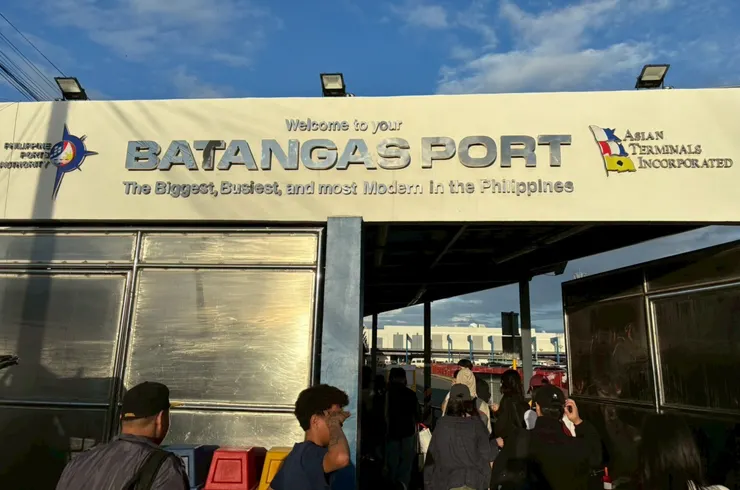 PHILIPPINE
PORTS
AUTHORITY
Welcome to your
BATANGAS PORT
The Biggest, Busiest, and most Modern in the Philippines
ASIAN
TERMINALS
INCORPORATED